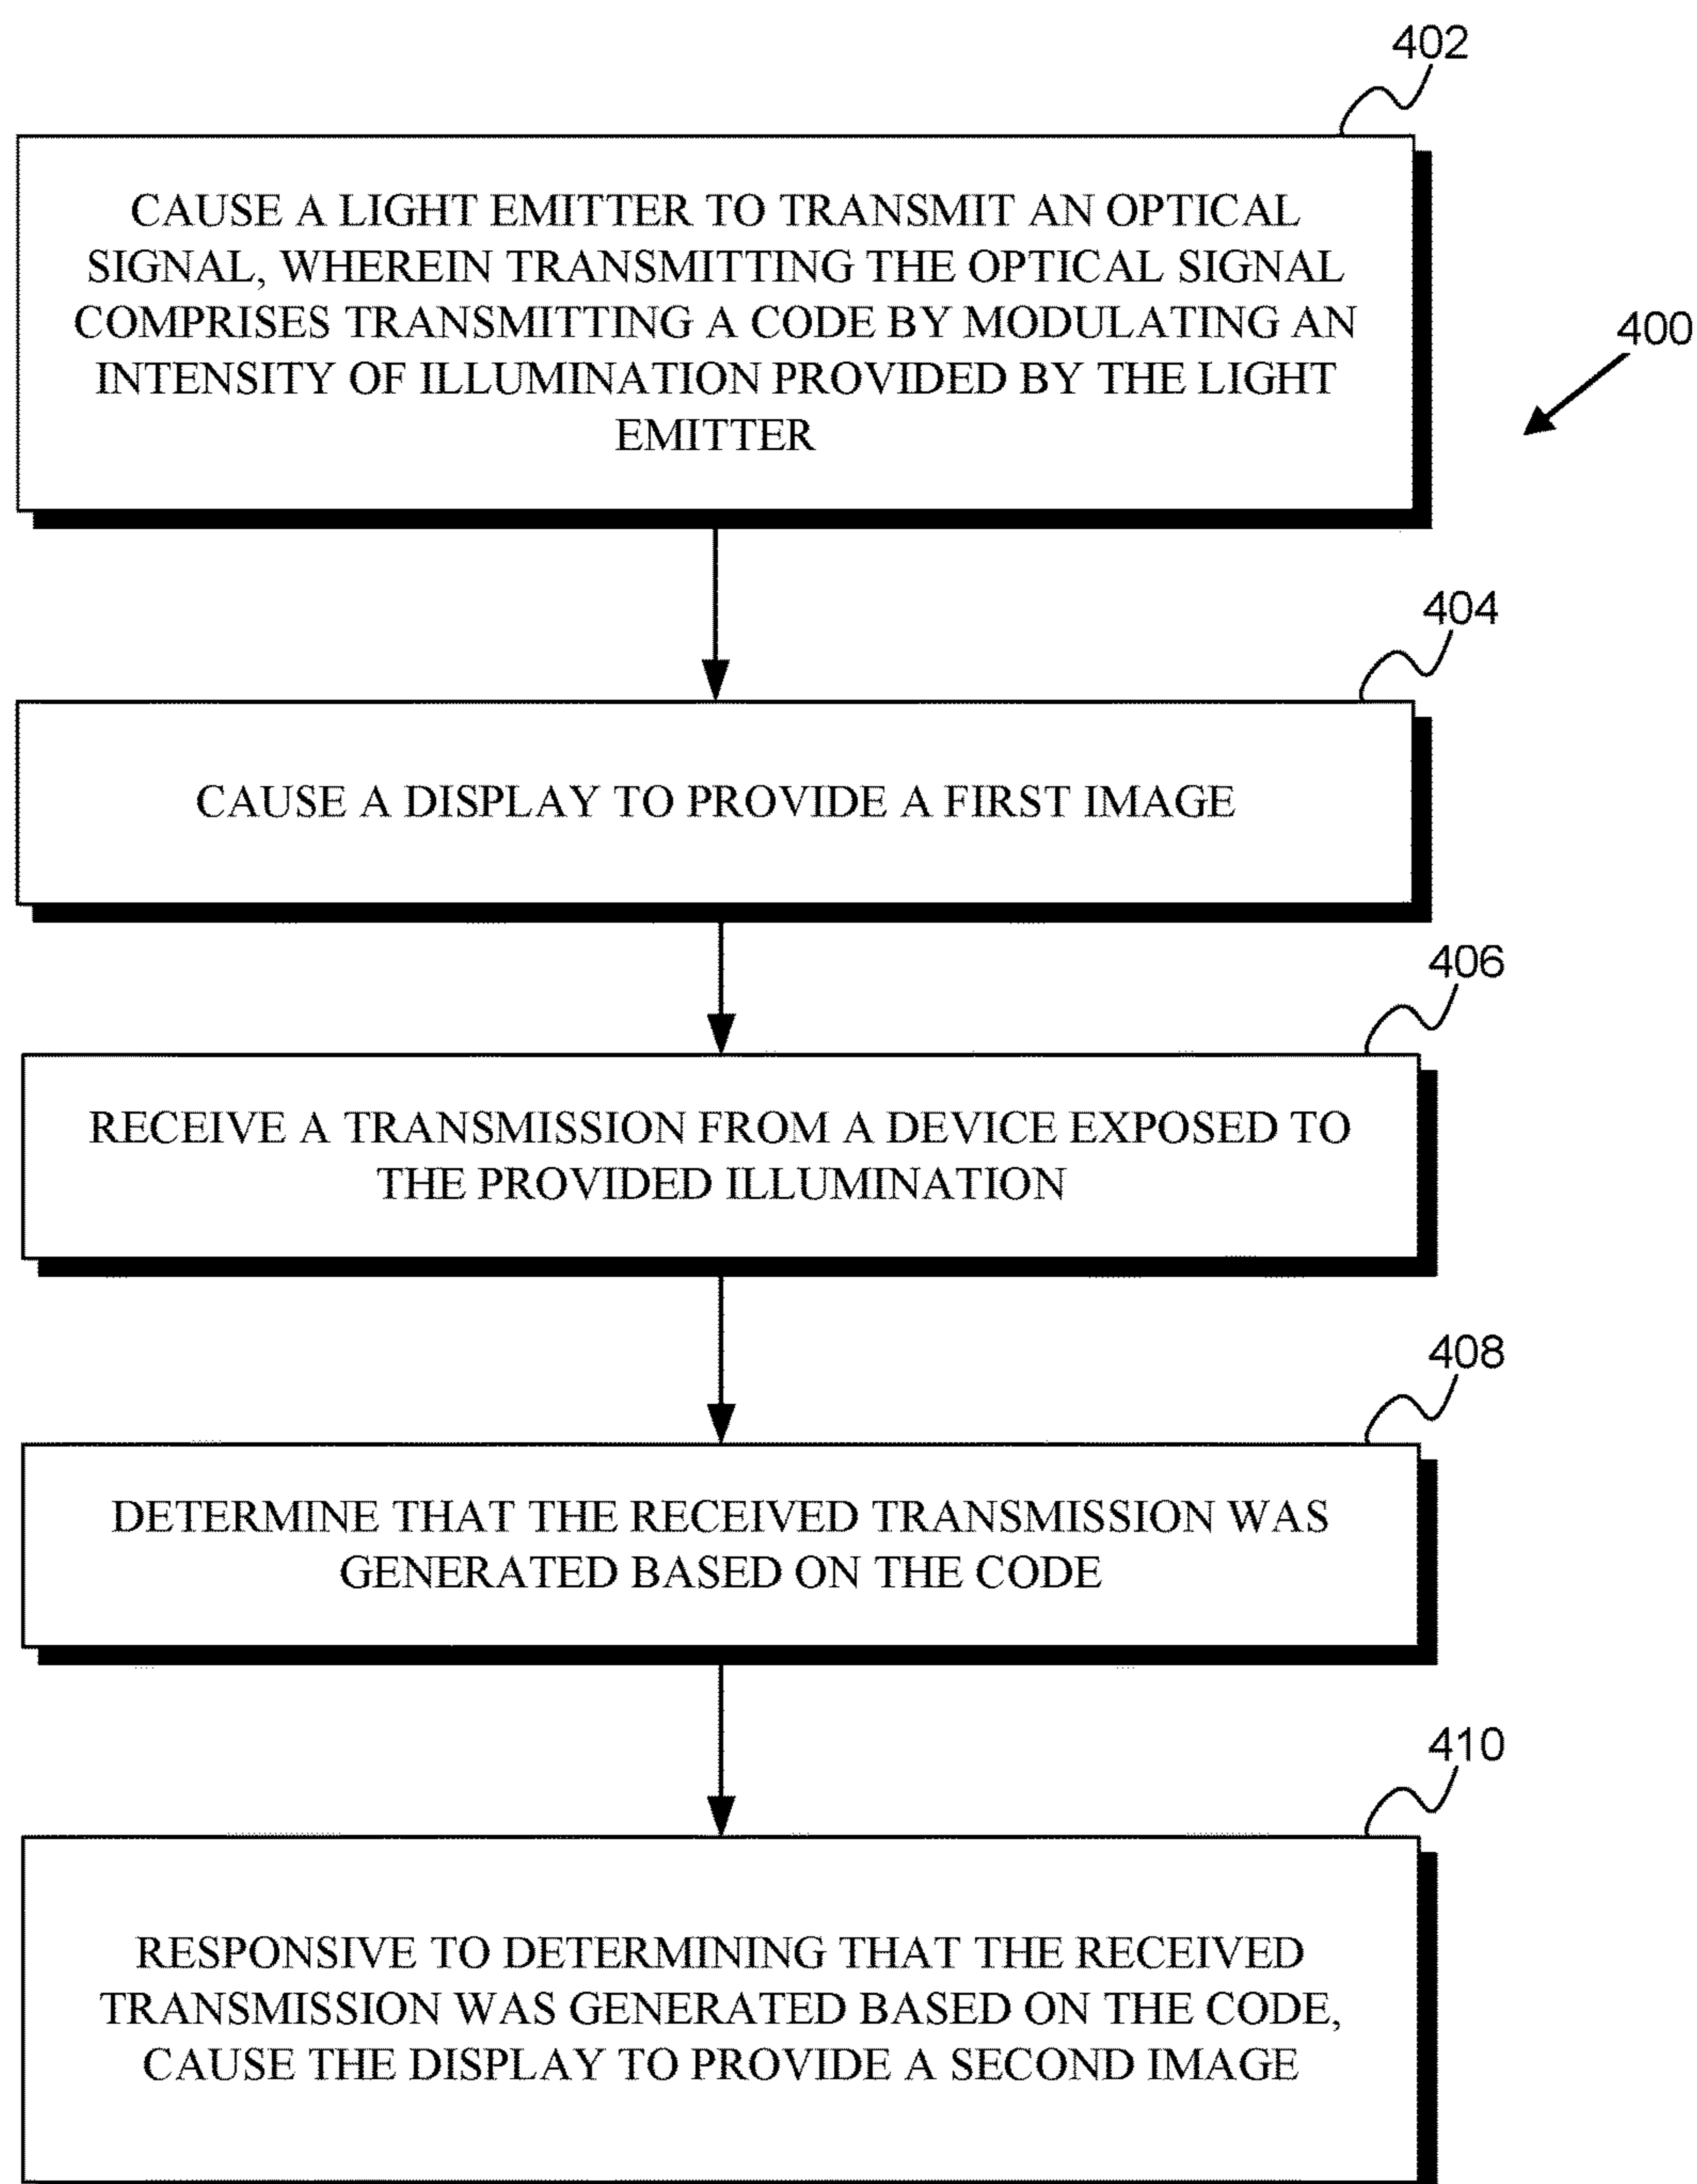 402
CAUSE A LIGHT EMITTER TO TRANSMIT AN OPTICAL
SIGNAL, WHEREIN TRANSMITTING THE OPTICAL SIGNAL
COMPRISES TRANSMITTING A CODE BY MODULATING AN
INTENSITY OF ILLUMINATION PROVIDED BY THE LIGHT
EMITTER
400
404
CAUSE A DISPLAY TO PROVIDE A FIRST IMAGE
406
RECEIVE A TRANSMISSION FROM A DEVICE EXPOSED TO
THE PROVIDED ILLUMINATION
408
DETERMINE THAT THE RECEIVED TRANSMISSION WAS
GENERATED BASED ON THE CODE
410
RESPONSIVE TO DETERMINING THAT THE RECEIVED
TRANSMISSION WAS GENERATED BASED ON THE CODE,
CAUSE THE DISPLAY TO PROVIDE A SECOND IMAGE